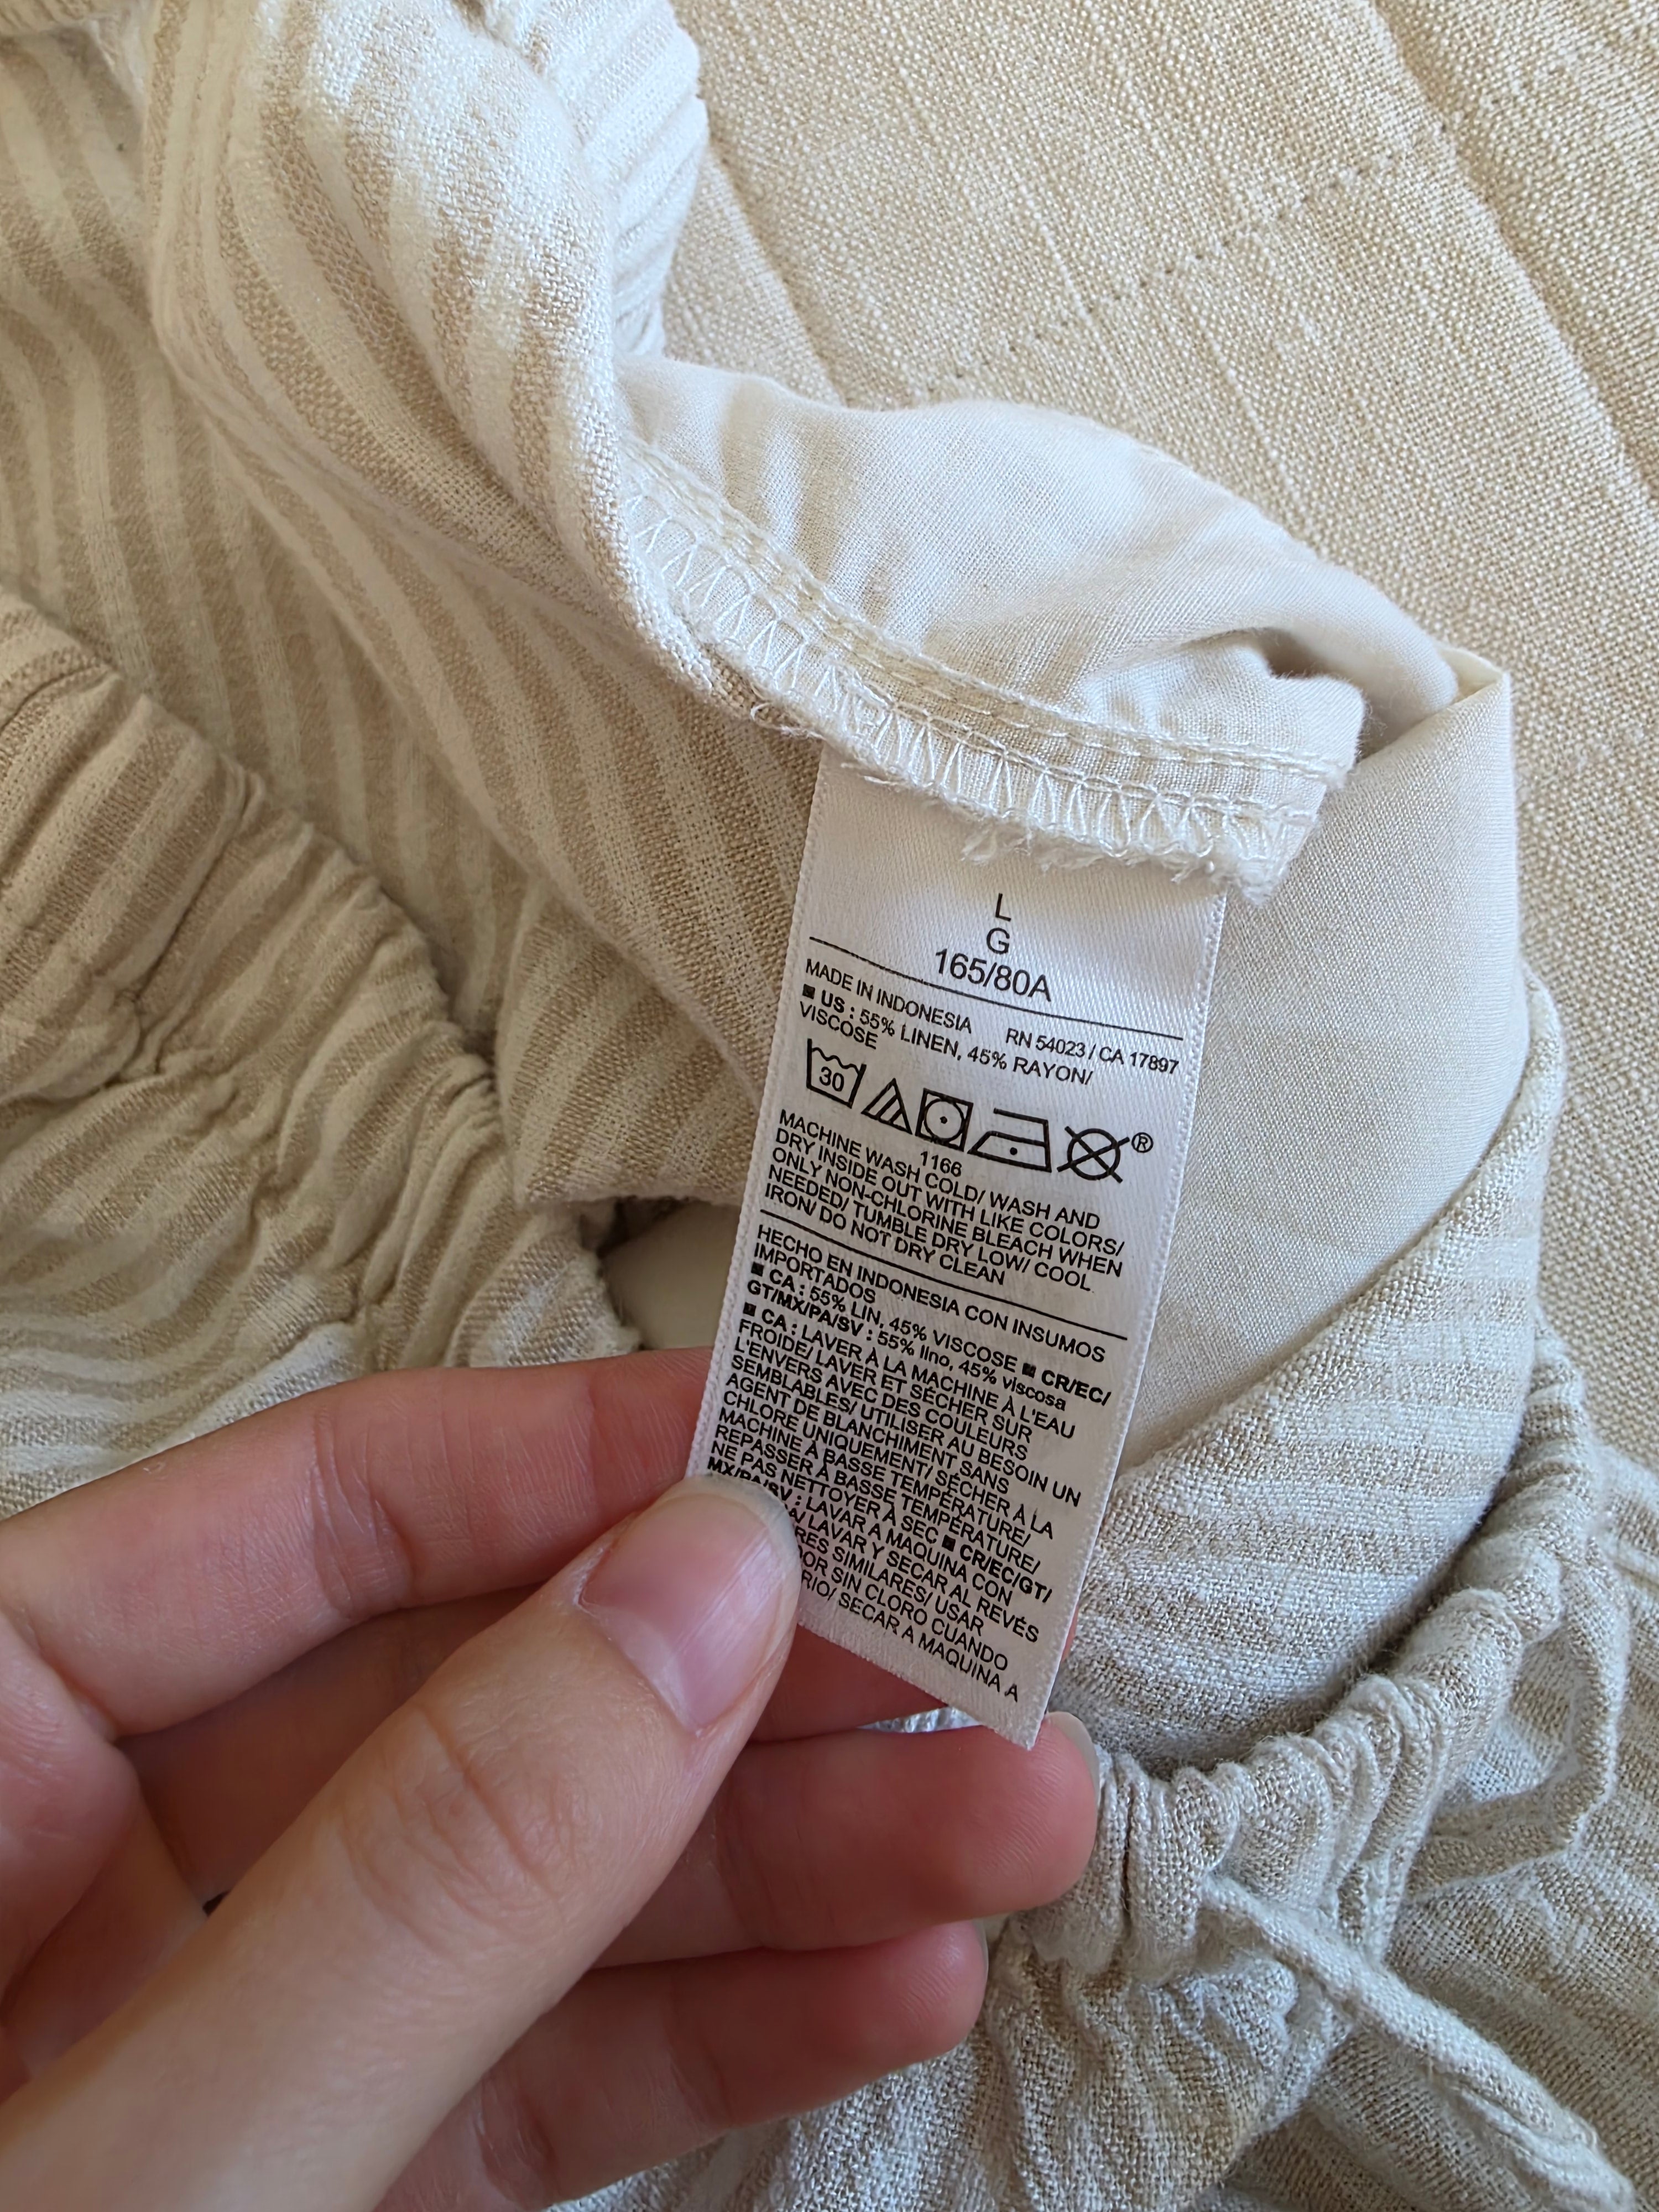 L
G
165/80A
MADE IN INDONESIA RN 54023 / CA 17897
■ US : 55% LINEN, 45% RAYON/
VISCOSE
30
®
1166
MACHINE WASH COLD/ WASH AND
DRY INSIDE OUT WITH LIKE COLORS/
ONLY NON-CHLORINE BLEACH WHEN
NEEDED/ TUMBLE DRY LOW/ COOL
IRON/ DO NOT DRY CLEAN
HECHO EN INDONESIA CON INSUMOS
IMPORTADOS
■ CA : 55% LIN, 45% VISCOSE ■ CR/EC/
GT/MX/PA/SV : 55% lino, 45% viscosa
■ CA : LAVER À LA MACHINE À L'EAU
FROIDE/ LAVER ET SÉCHER SUR
L'ENVERS AVEC DES COULEURS
SEMBLABLES/ UTILISER AU BESOIN UN
AGENT DE BLANCHIMENT SANS
CHLORE UNIQUEMENT/ SÉCHER À LA
MACHINE À BASSE TEMPÉRATURE/
REPASSER À BASSE TEMPÉRATURE/
NE PAS NETTOYER À SEC ■ CR/EC/GT/
MX/PA/SV : LAVAR A MAQUINA CON
LAVAR Y SECAR AL REVÉS
SIMILARES/ USAR
SIN CLORO CUANDO
SECAR A MAQUINA A